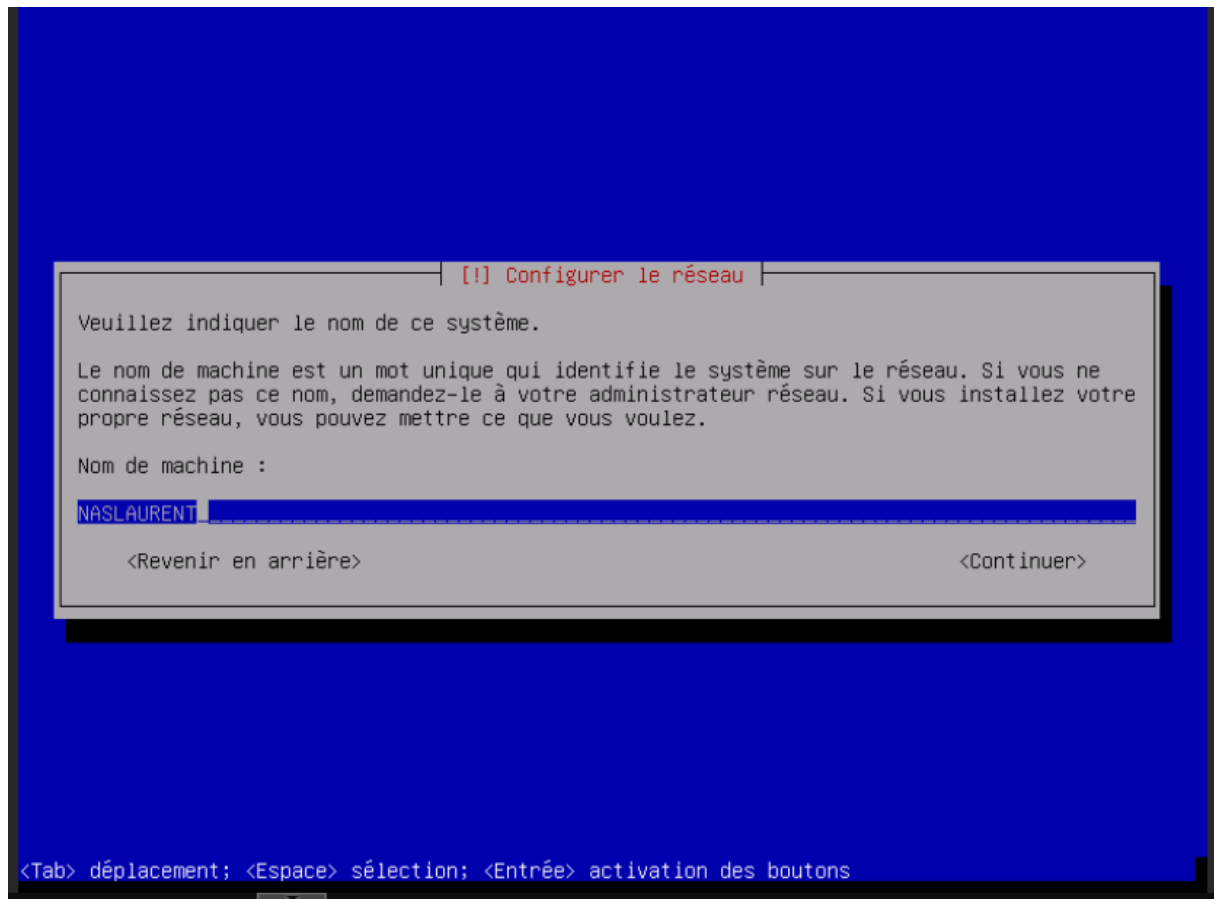 [!] Configurer le réseau
Veuillez indiquer le nom de ce système.
Le nom de machine est un mot unique qui identifie le système sur le réseau. Si vous ne
connaissez pas ce nom, demandez-le à votre administrateur réseau. Si vous installez votre
propre réseau, vous pouvez mettre ce que vous voulez.
Nom de machine :
NASLAURENT
<Revenir en arrière> <Continuer>
<Tab> déplacement; <Espace> sélection; <Entrée> activation des boutons